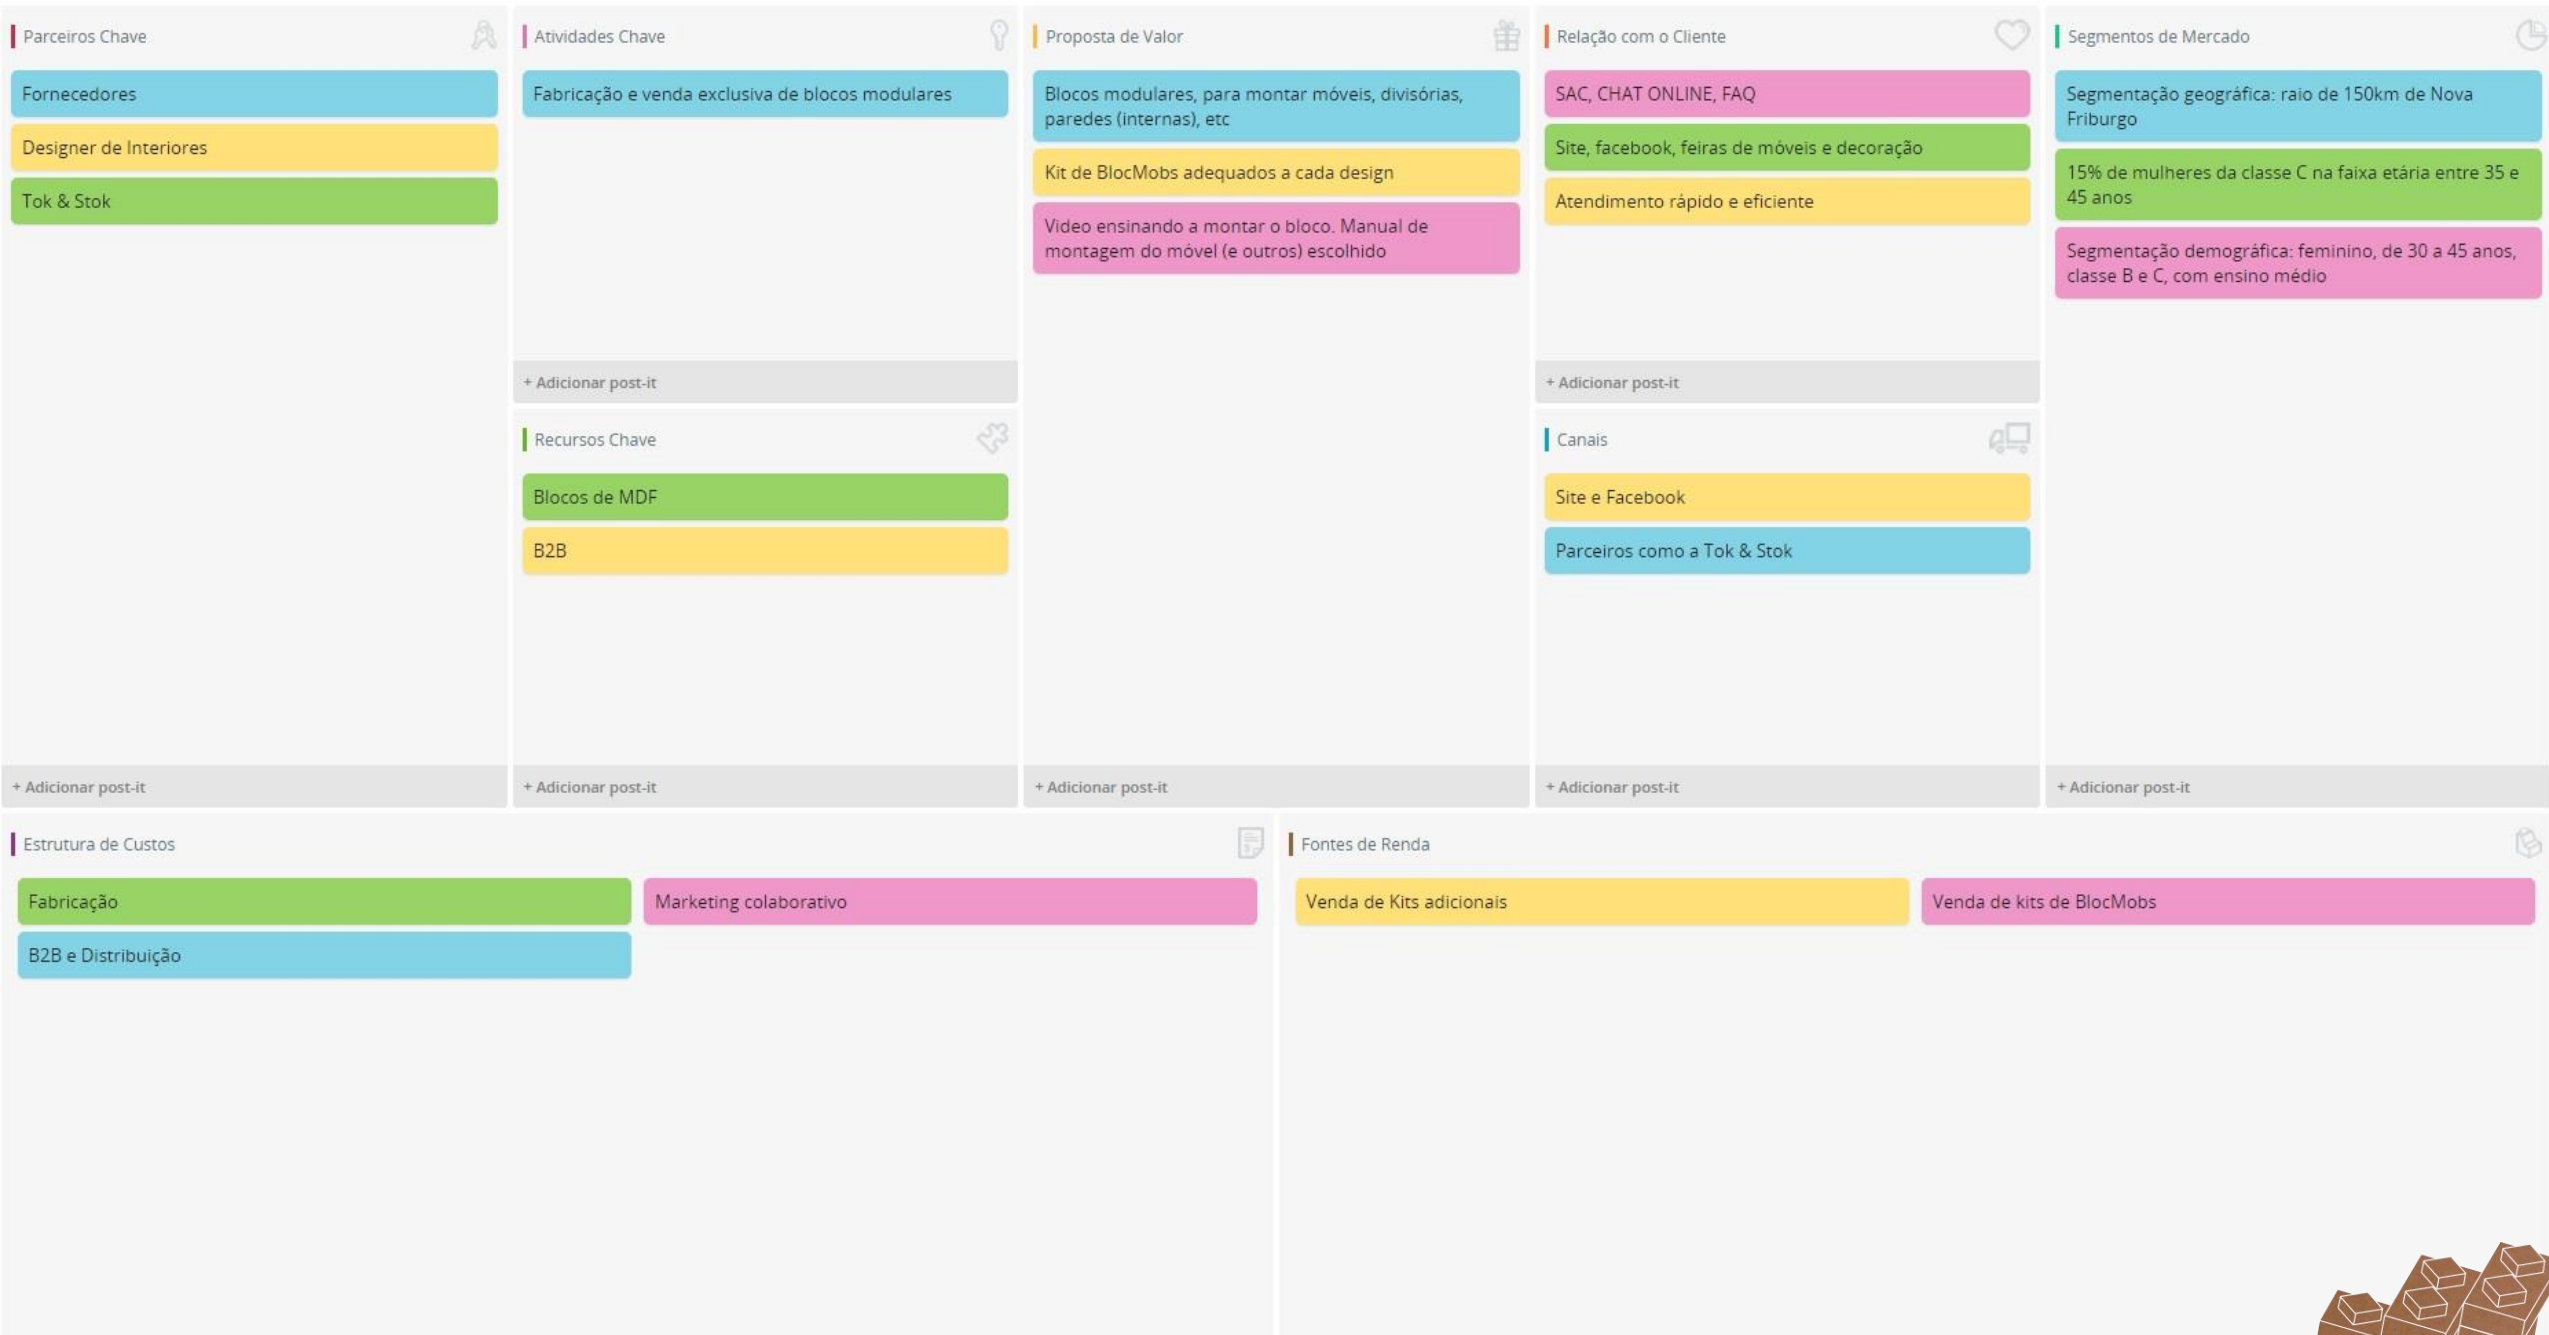 Parceiros Chave
Fornecedores
Designer de Interiores
Tok & Stok
+ Adicionar post-it
Atividades Chave
Fabricação e venda exclusiva de blocos modulares
+ Adicionar post-it
Recursos Chave
Blocos de MDF
B2B
+ Adicionar post-it
Proposta de Valor
Blocos modulares, para montar móveis, divisórias,
paredes (internas), etc
Kit de BlocMobs adequados a cada design
Video ensinando a montar o bloco. Manual de
montagem do móvel (e outros) escolhido
+ Adicionar post-it
Relação com o Cliente
SAC, CHAT ONLINE, FAQ
Site, facebook, feiras de móveis e decoração
Atendimento rápido e eficiente
+ Adicionar post-it
Canais
Site e Facebook
Parceiros como a Tok & Stok
+ Adicionar post-it
Segmentos de Mercado
Segmentação geográfica: raio de 150km de Nova
Friburgo
15% de mulheres da classe C na faixa etária entre 35 e
45 anos
Segmentação demográfica: feminino, de 30 a 45 anos,
classe B e C, com ensino médio
+ Adicionar post-it
Estrutura de Custos
Fabricação
Marketing colaborativo
B2B e Distribuição
Fontes de Renda
Venda de Kits adicionais
Venda de kits de BlocMobs